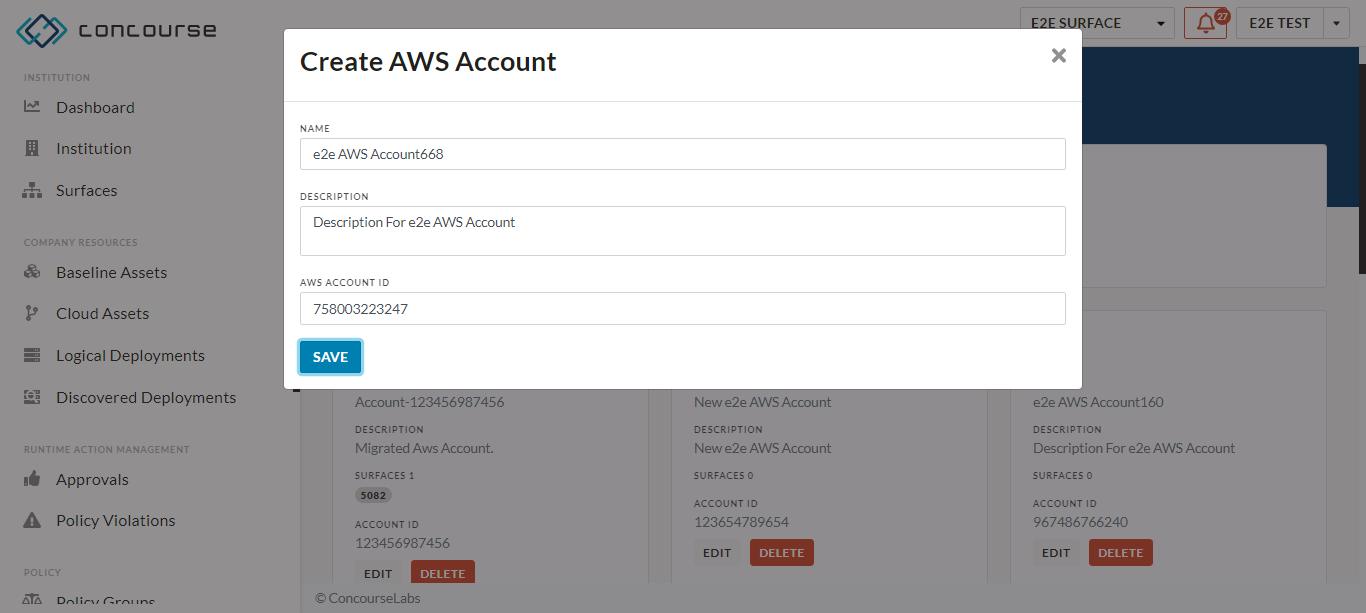 concourse
E2E SURFACE
27
E2E TEST
INSTITUTION
Dashboard
Institution
Surfaces
COMPANY RESOURCES
Baseline Assets
Cloud Assets
Logical Deployments
Discovered Deployments
RUNTIME ACTION MANAGEMENT
Approvals
Policy Violations
POLICY
Policy Groups
Create AWS Account
×
NAME
e2e AWS Account668
DESCRIPTION
Description For e2e AWS Account
AWS ACCOUNT ID
758003223247
SAVE
Account-123456987456
DESCRIPTION
Migrated Aws Account.
SURFACES 1
5082
ACCOUNT ID
123456987456
EDIT
DELETE
New e2e AWS Account
DESCRIPTION
New e2e AWS Account
SURFACES 0
ACCOUNT ID
123654789654
EDIT
DELETE
e2e AWS Account160
DESCRIPTION
Description For e2e AWS Account
SURFACES 0
ACCOUNT ID
967486766240
EDIT
DELETE
© ConcourseLabs